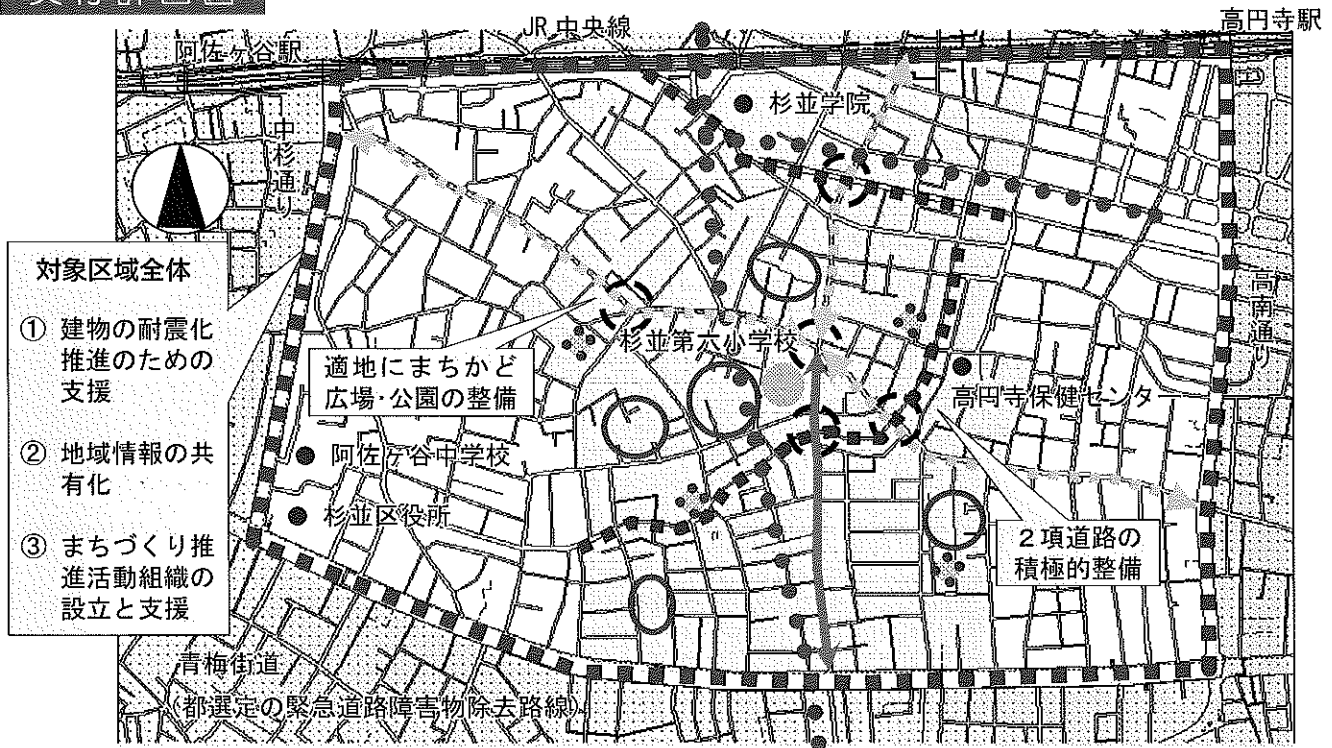 JR 中央線
高円寺駅
阿佐ヶ谷駅
杉並学院
中杉通り
対象区域全体
① 建物の耐震化
推進のための
支援
② 地域情報の共
有化
③ まちづくり推
進活動組織の
設立と支援
適地にまちかど
広場・公園の整備
杉並第六小学校
高南通り
高円寺保健センタ
阿佐ヶ谷中学校
杉並区役所
2項道路の
積極的整備
青梅街道
(都選定の緊急道路障害物除去路線)